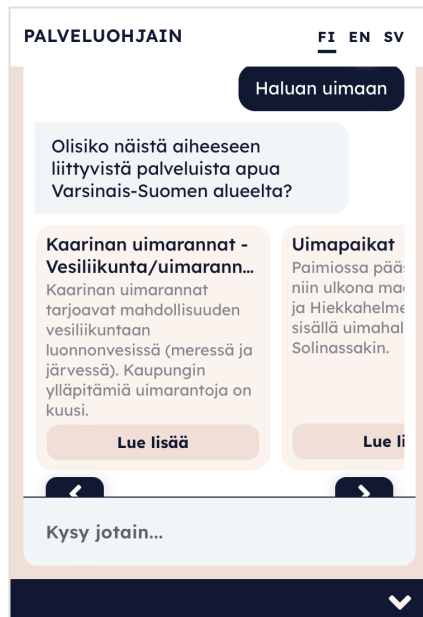 PALVELUOHJAIN
FI EN SV
Haluan uimaan
Olisiko näistä aiheeseen
liittyvistä palveluista apua
Varsinais-Suomen alueelta?
Kaarinan uimarannat -
Vesiliikunta/uimarann...
Kaarinan uimarannat
tarjoavat mahdollisuuden
vesiliikuntaan
luonnonvesissä (meressä ja
järvessä). Kaupungin
ylläpitämiä uimarantoja on
kuusi.
Lue lisää
Uimapaikat
Paimiossa pää
niin ulkona
ja Hiekkahelme
sisällä uimahal
Solinassakin.
Lue li
Kysy jotain...